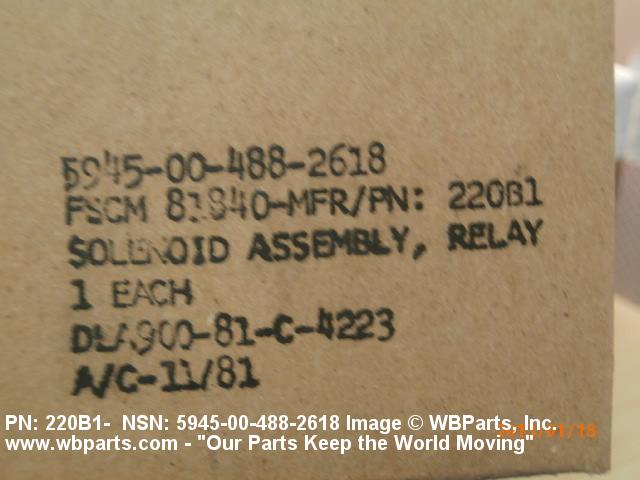 5945-00-488-2618
FSCM 81840-MFR/PN: 220B1
SOLENOID ASSEMBLY, RELAY
1 EACH
DLA900-81-C-4223
A/C-11/81
PN: 220B1- NSN: 5945-00-488-2618 Image © WBParts, Inc.
www.wbparts.com - "Our Parts Keep the World Moving"